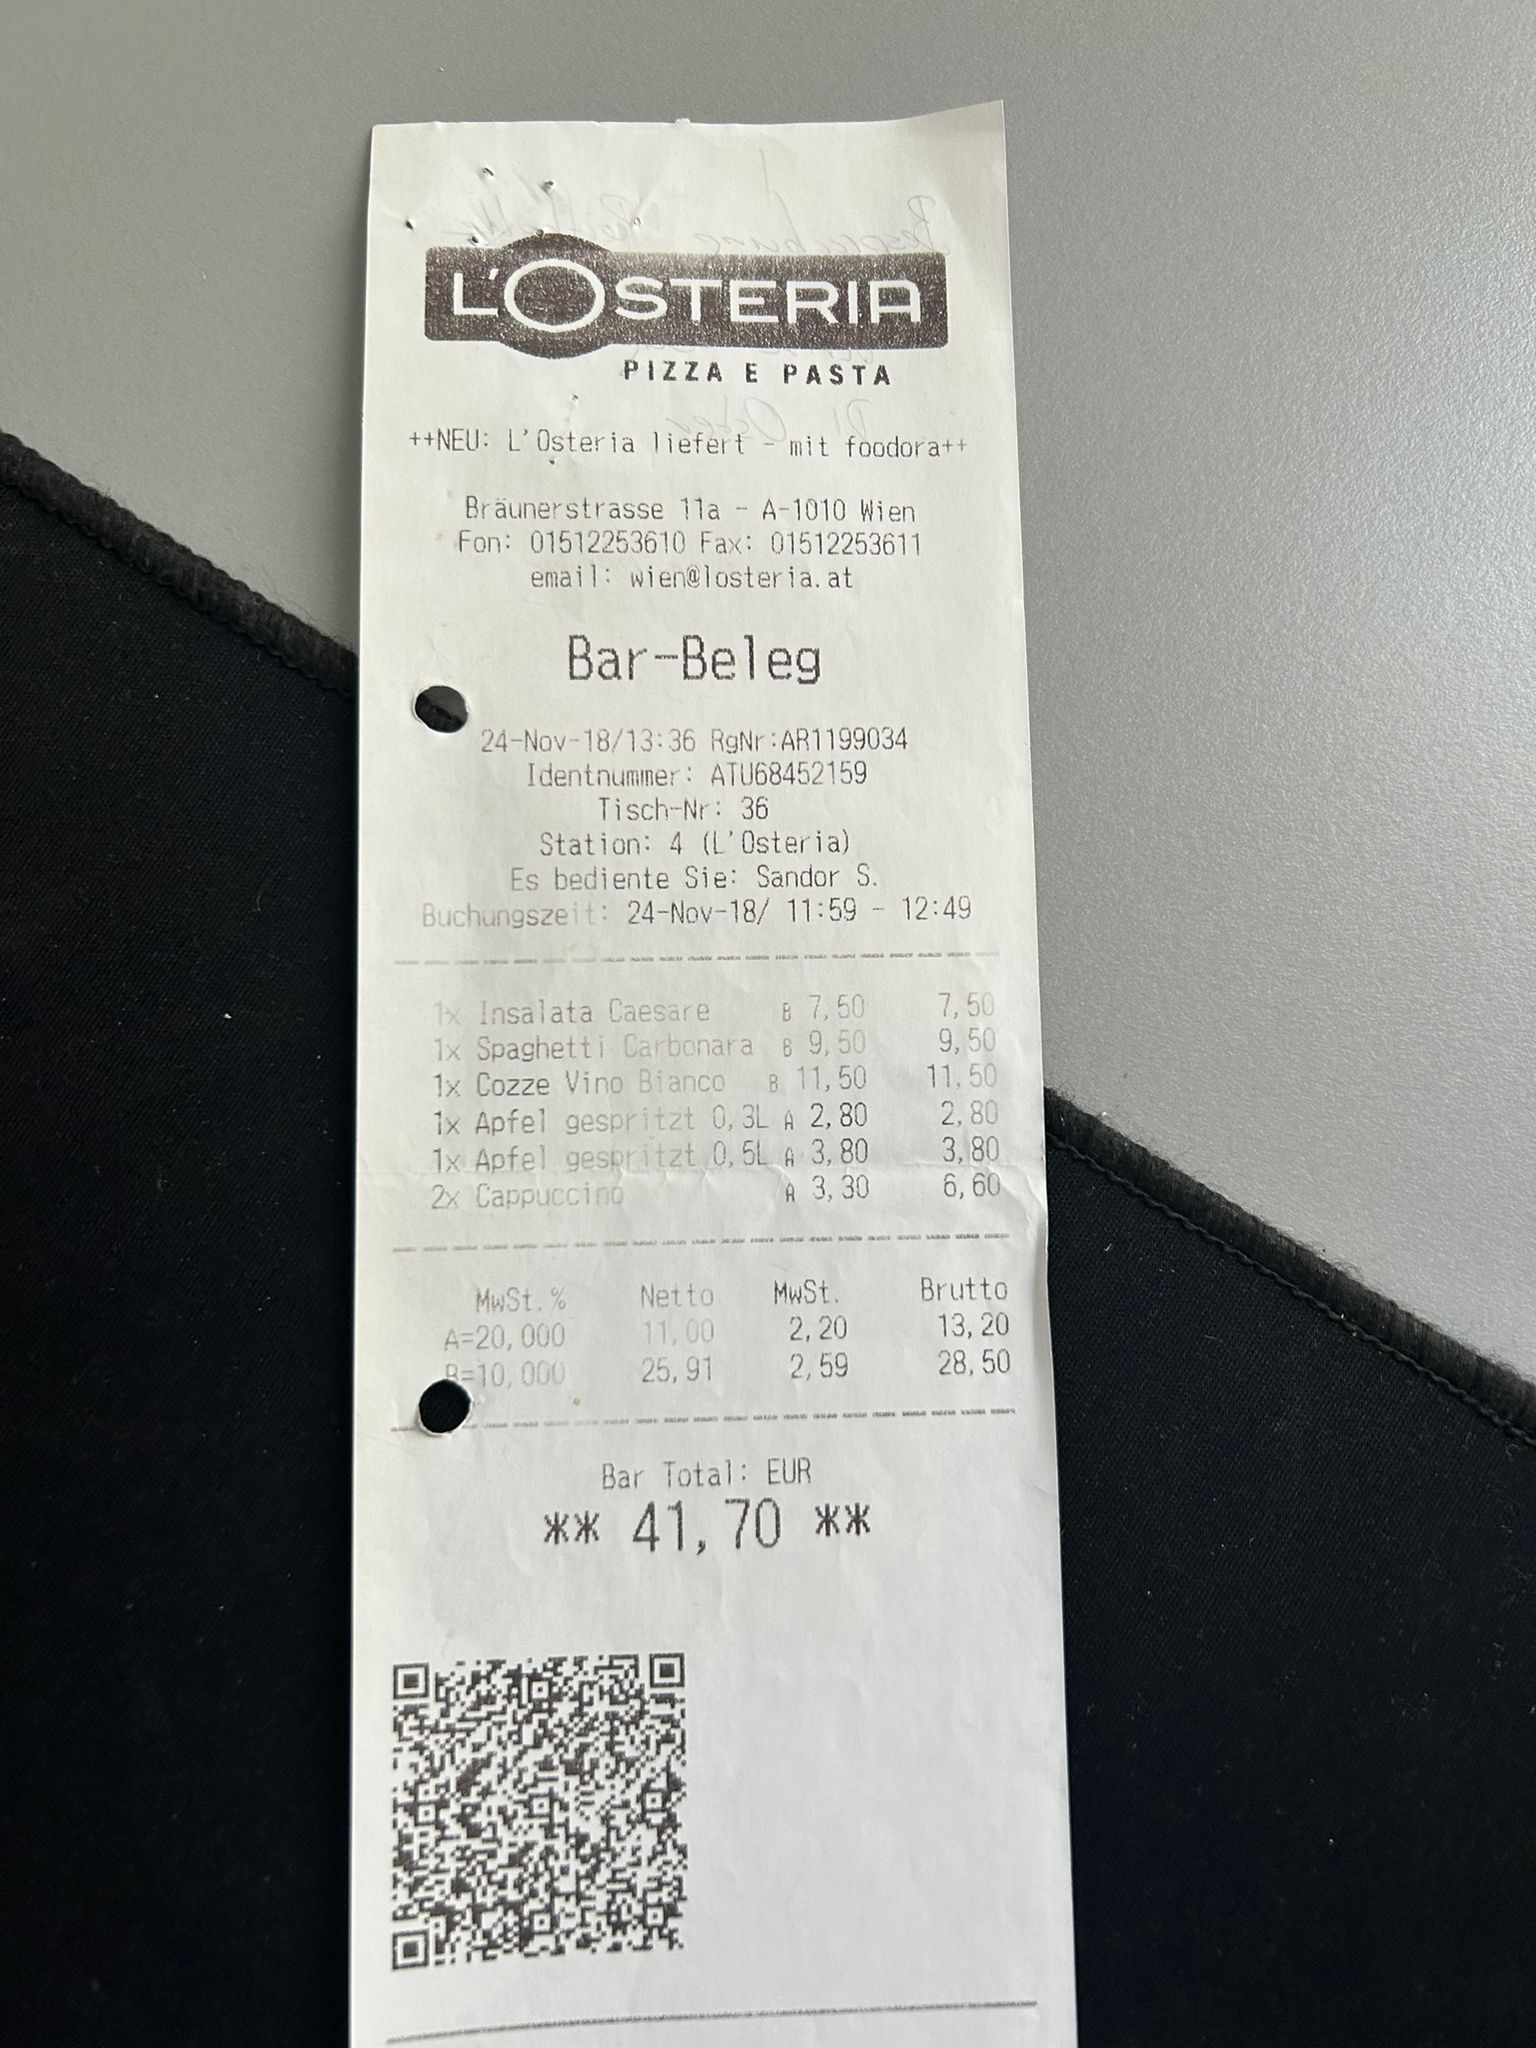 L'OSTERIA
PIZZA E PASTA
++NEU: L'Osteria liefert - mit foodora++
Bräunerstrasse 11a - A-1010 Wien
Fon: 01512253610 Fax: 01512253611
email: wien@losteria.at
Bar-Beleg
24-Nov-18/13:36 RgNr:AR1199034
Identnummer: ATU68452159
Tisch-Nr: 36
Station: 4 (L'Osteria)
Es bediente Sie: Sandor S.
Buchungszeit: 24-Nov-18/ 11:59 - 12:49
1x Insalata Caesare B 7,50 7,50
1x Spaghetti Carbonara B 9,50 9,50
1x Cozze Vino Bianco B 11,50 11,50
1x Apfel gespritzt 0,3L A 2,80 2,80
1x Apfel gespritzt 0,5L A 3,80 3,80
2x Cappuccino A 3,30 6,60
MwSt.% Netto MwSt. Brutto
A=20,000 11,00 2,20 13,20
B=10,000 25,91 2,59 28,50
Bar Total: EUR
** 41,70 **